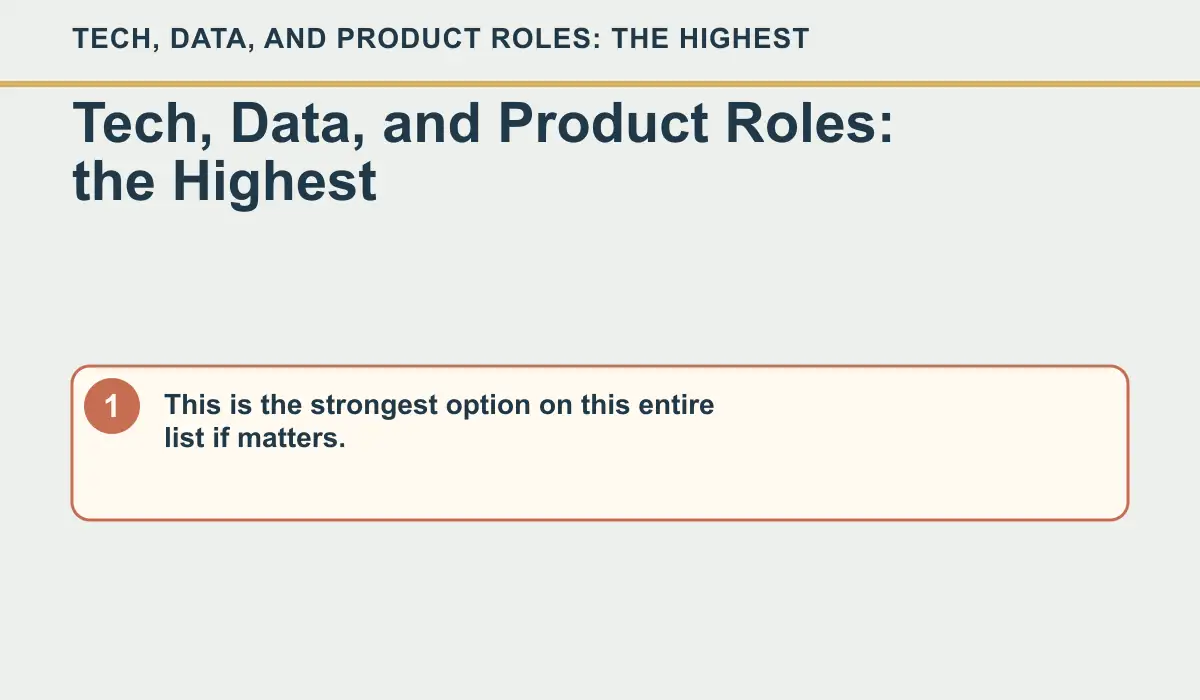 TECH, DATA, AND PRODUCT ROLES: THE HIGHEST
Tech, Data, and Product Roles:
the Highest
1
This is the strongest option on this entire
list if matters.